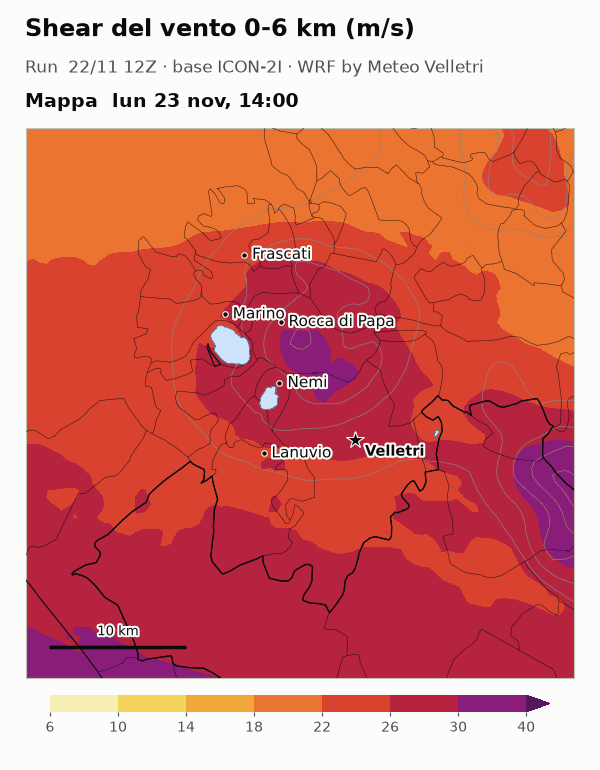 Shear del vento 0-6 km (m/s)
Run  22/11 12Z · base ICON-2I · WRF by Meteo Velletri
Mappa  lun 23 nov, 14:00
Frascati
Marino
Rocca di Papa
Nemi
Velletri
Lanuvio
10 km
6 10 14 18 22 26 30 40